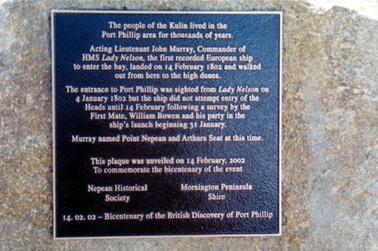 The people of the Kulin lived in the
Port Phillip area for thousands of years.
Acting Lieutenant John Murray, Commander of
HMS Lady Nelson, the first recorded European ship
to enter the bay, landed on 14 February 1802 and walked
out from here to the high dunes.
The entrance to Port Phillip was sighted from Lady Nelson on
4 January 1802 but the ship did not attempt entry of the
Heads until 14 February following a survey by the
First Mate, William Bowen and his party in the
ship's launch beginning 31 January.
Murray named Point Nepean and Arthurs Seat at this time.
This plaque was unveiled on 14 February, 2002
To commemorate the bicentenary of the event
Nepean Historical Mornington Peninsula
Society Shire
14. 02. 02 – Bicentenary of the British Discovery of Port Phillip